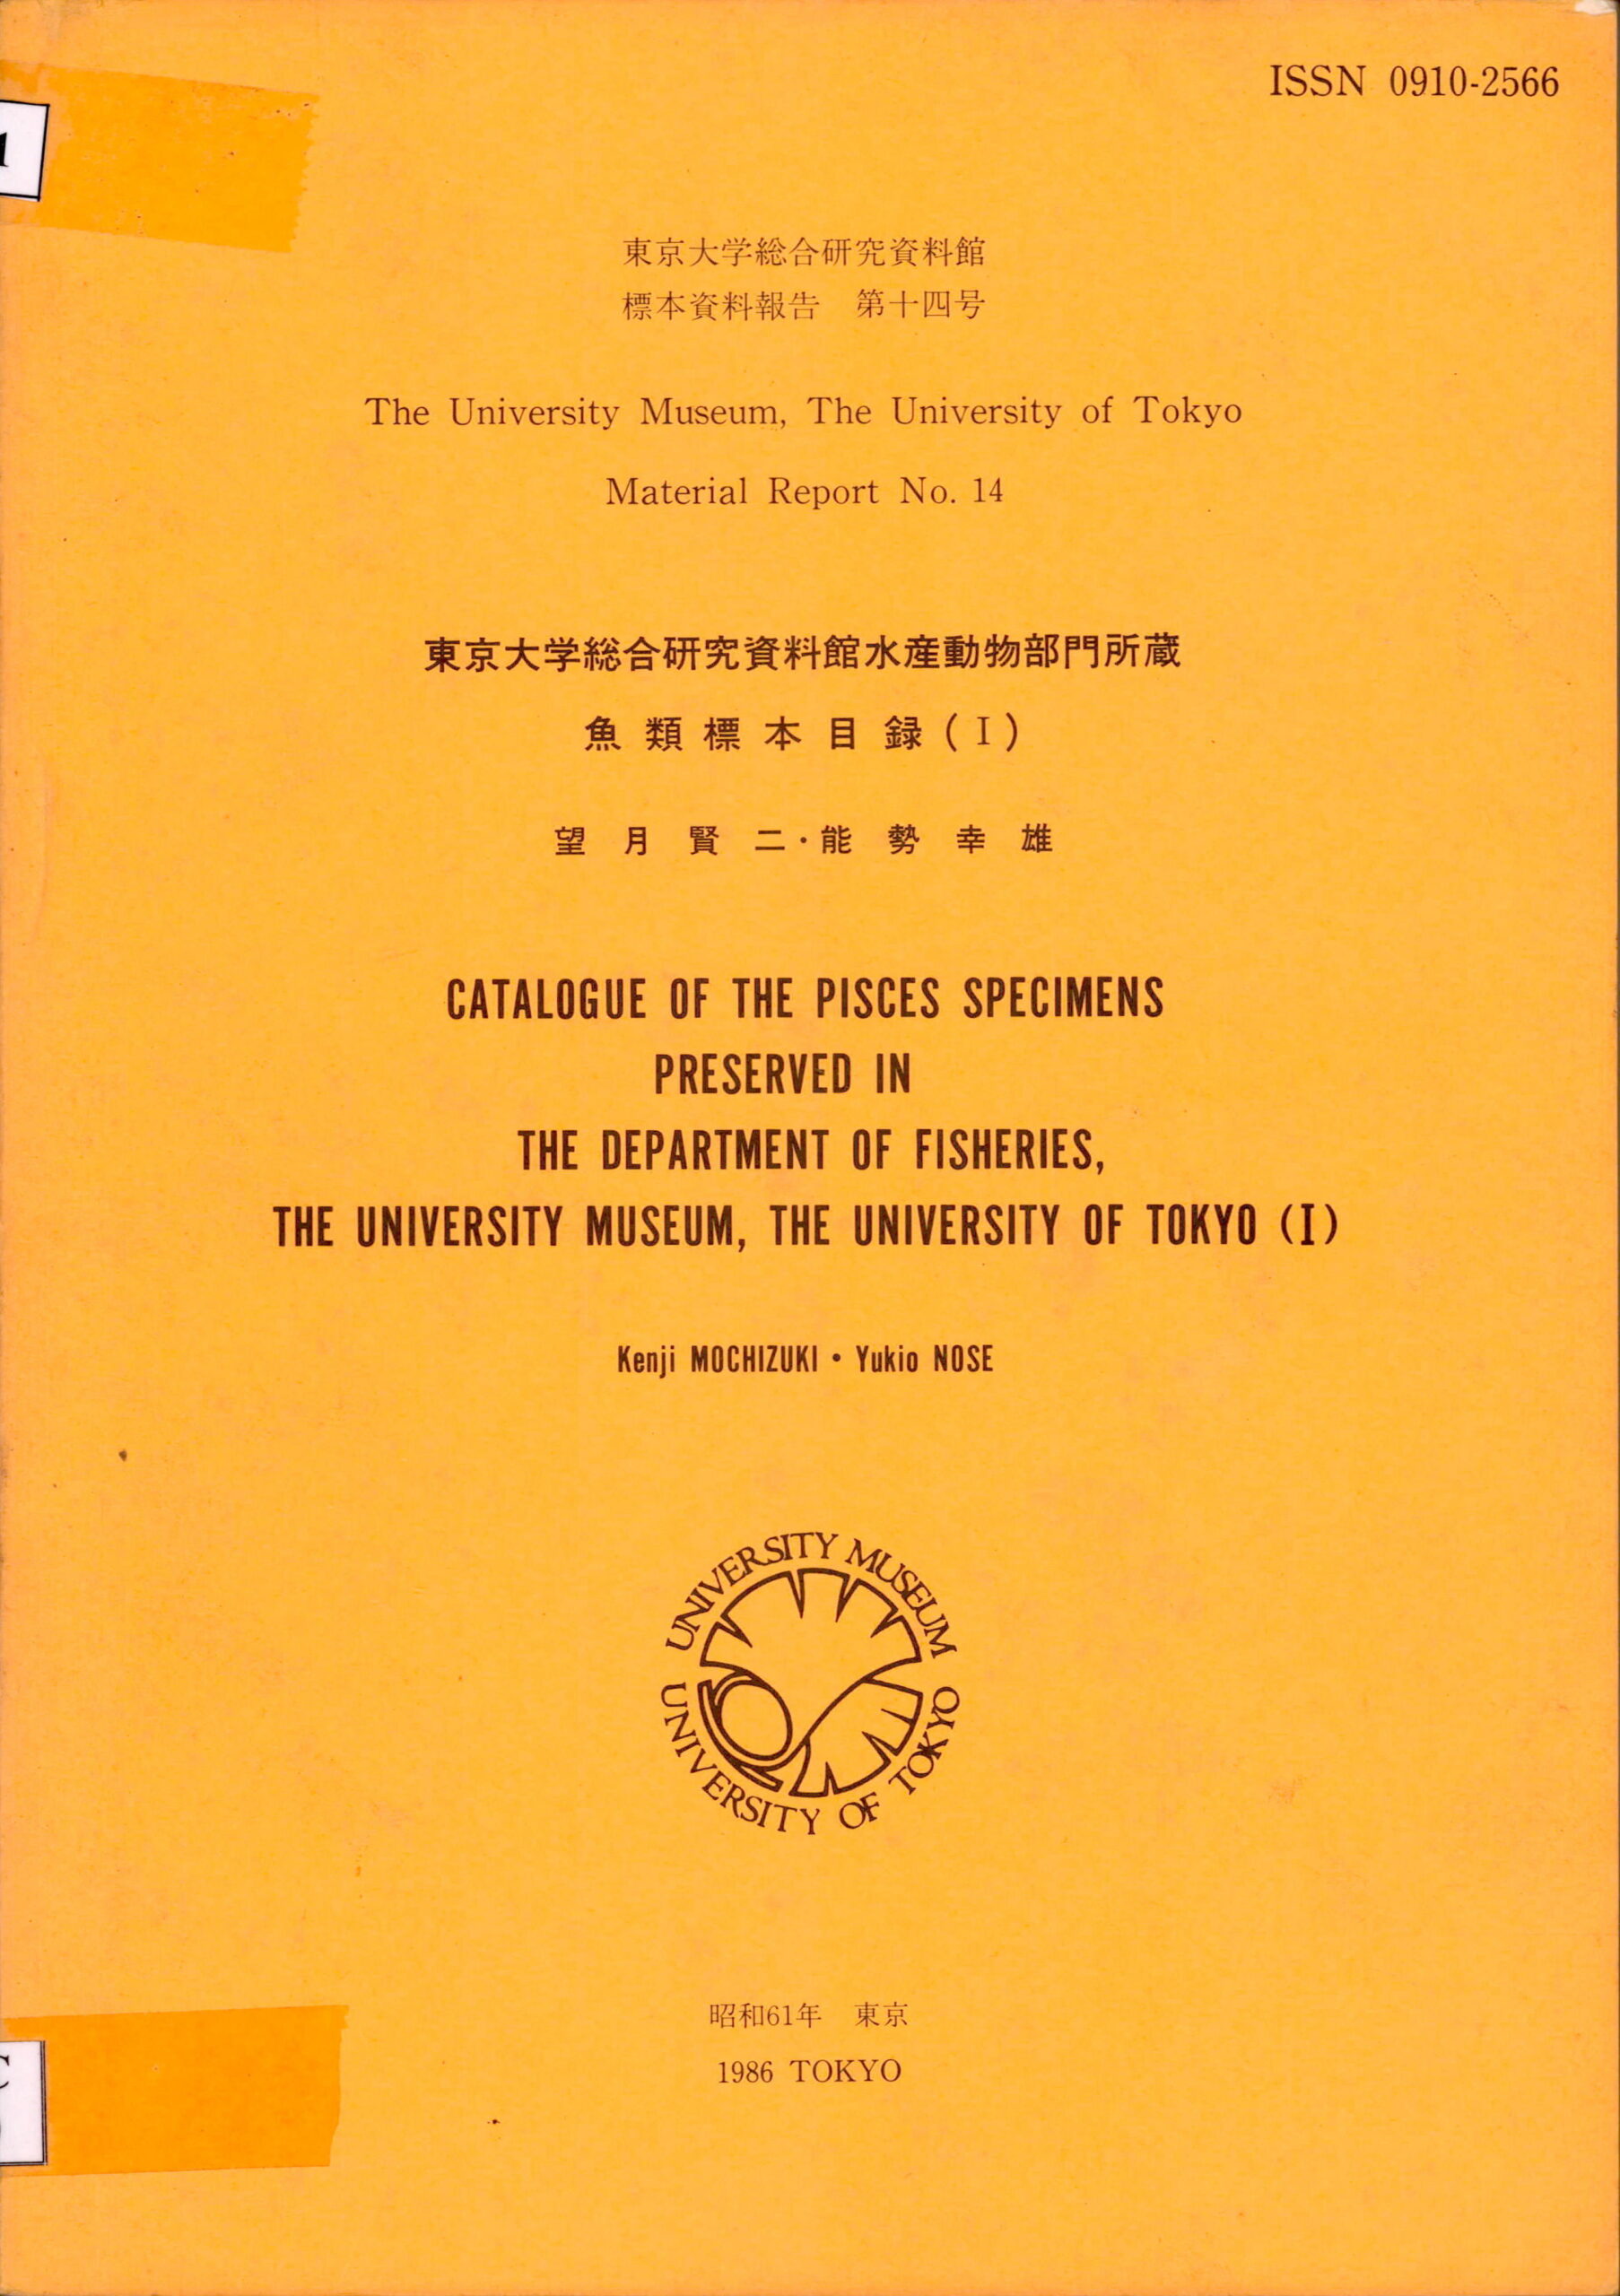 ISSN 0910-2566
1
東京大学総合研究資料館
標本資料報告　第十四号
The University Museum, The University of Tokyo
Material Report No. 14
東京大学総合研究資料館水産動物部門所蔵
魚類標本目録(I)
望月賢二・能勢幸雄
CATALOGUE OF THE PISCES SPECIMENS
PRESERVED IN
THE DEPARTMENT OF FISHERIES,
THE UNIVERSITY MUSEUM, THE UNIVERSITY OF TOKYO (I)
Kenji MOCHIZUKI • Yukio NOSE
UNIVERSITY MUSEUM
UNIVERSITY OF TOKYO
昭和61年　東京
1986 TOKYO